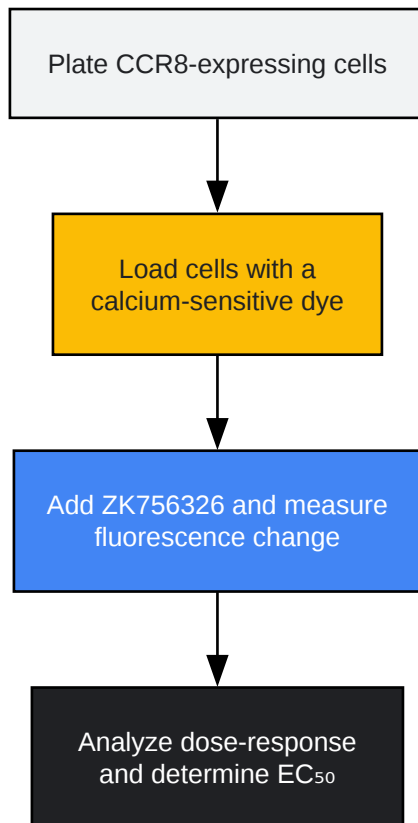 Plate CCR8-expressing cells
Load cells with a
calcium-sensitive dye
Add ZK756326 and measure
fluorescence change
Analyze dose-response
and determine EC₅₀